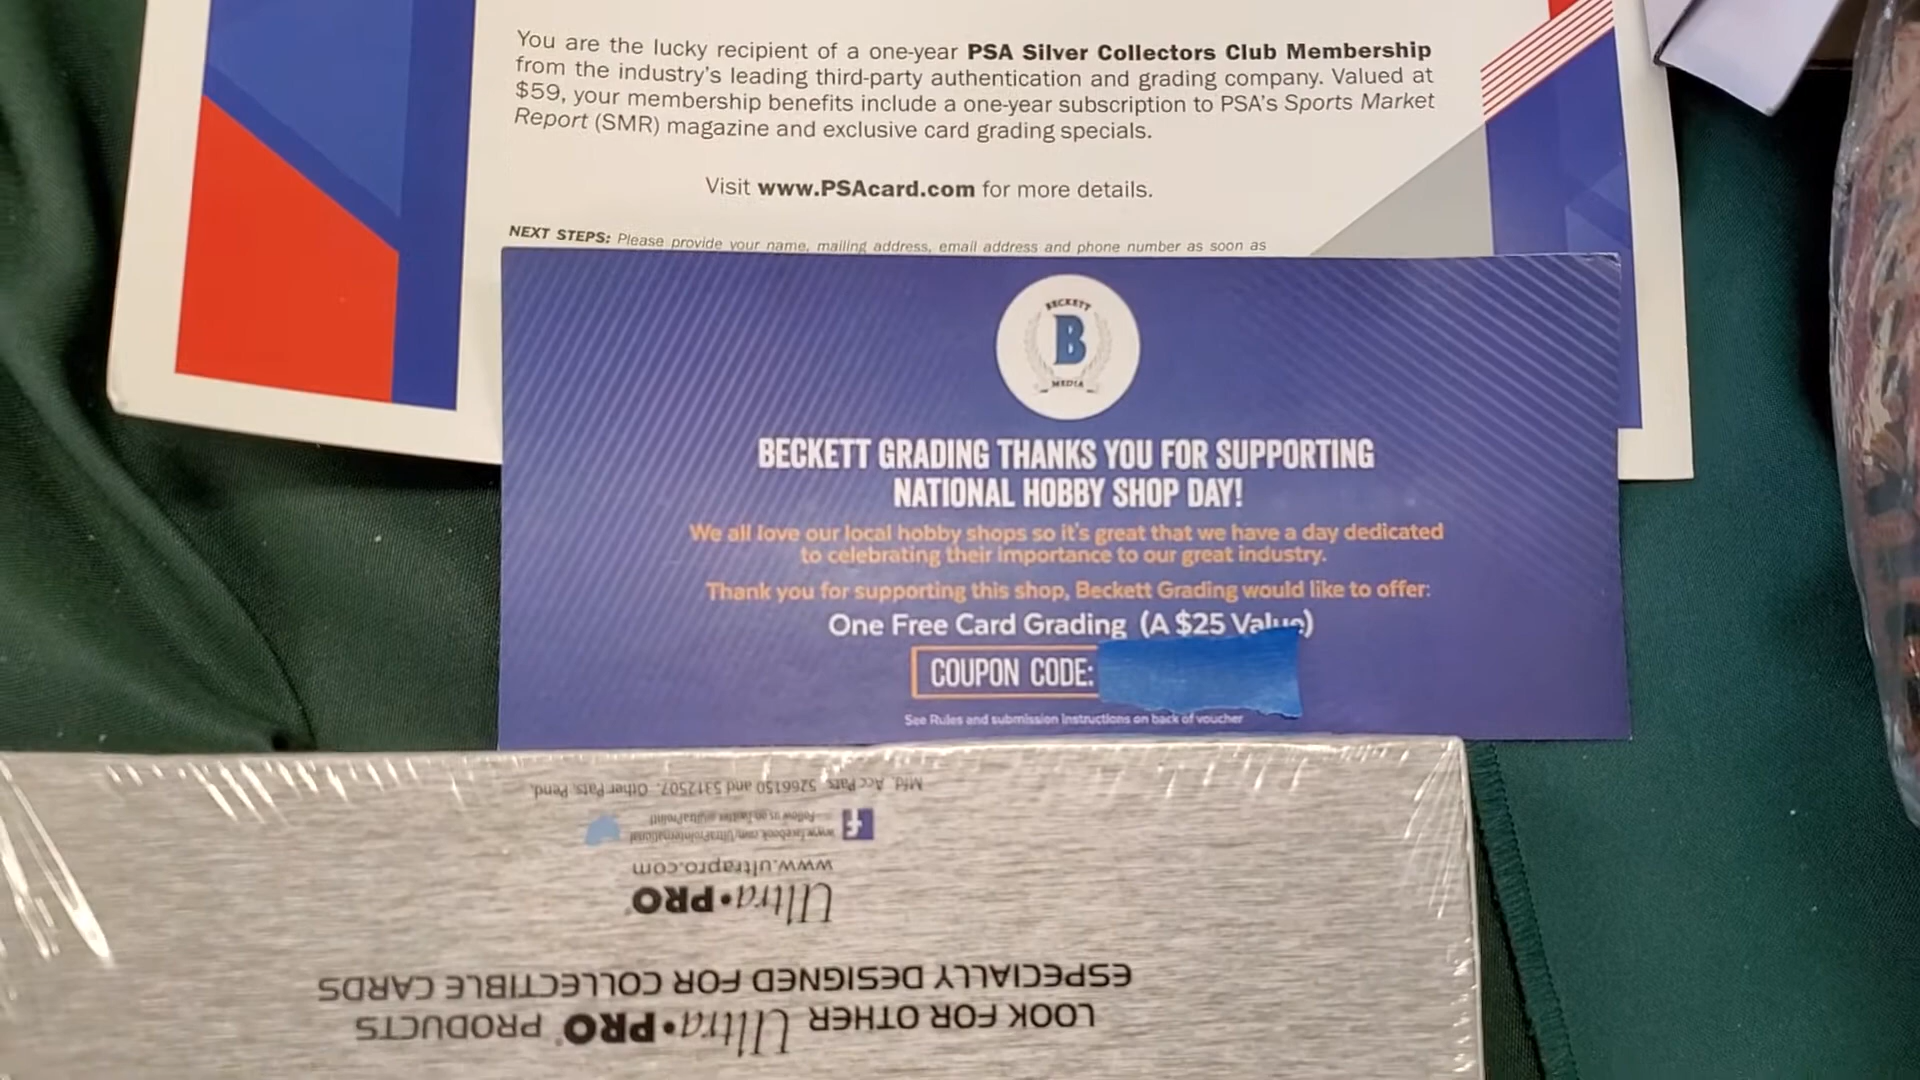 You are the lucky recipient of a one-year PSA Silver Collectors Club Membership
from the industry's leading third-party authentication and grading company. Valued at
$59, your membership benefits include a one-year subscription to PSA's Sports Market
Report (SMR) magazine and exclusive card grading specials.
Visit www.PSAcard.com for more details.
NEXT STEPS: Please provide your name, mailing address, email address and phone number as soon as
BECKETT
B
MEDIA
BECKETT GRADING THANKS YOU FOR SUPPORTING
NATIONAL HOBBY SHOP DAY!
We all love our local hobby shops so it's great that we have a day dedicated
to celebrating their importance to our great industry.
Thank you for supporting this shop, Beckett Grading would like to offer:
One Free Card Grading (A $25 Value)
COUPON CODE:
See Rules and submission instructions on back of voucher
LOOK FOR OTHER Ultra•PRO® PRODUCTS
ESPECIALLY DESIGNED FOR COLLECTIBLE CARDS
Ultra•PRO®
www.ultrapro.com
www.facebook.com/UltraProInternational
Follow us on Twitter
f
Mfd. Acc Pats. 5266150 and 5312507. Other Pats. Pend.